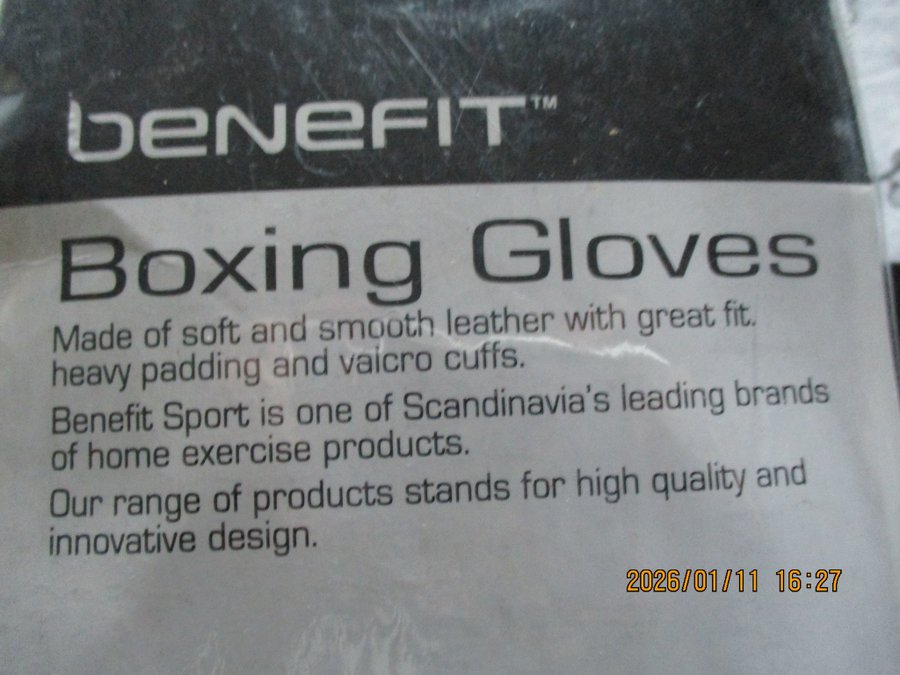 BENEFIT™
Boxing Gloves
Made of soft and smooth leather with great fit.
heavy padding and vaicro cuffs.
Benefit Sport is one of Scandinavia's leading brands
of home exercise products.
Our range of products stands for high quality and
innovative design.
2026/01/11 16:27